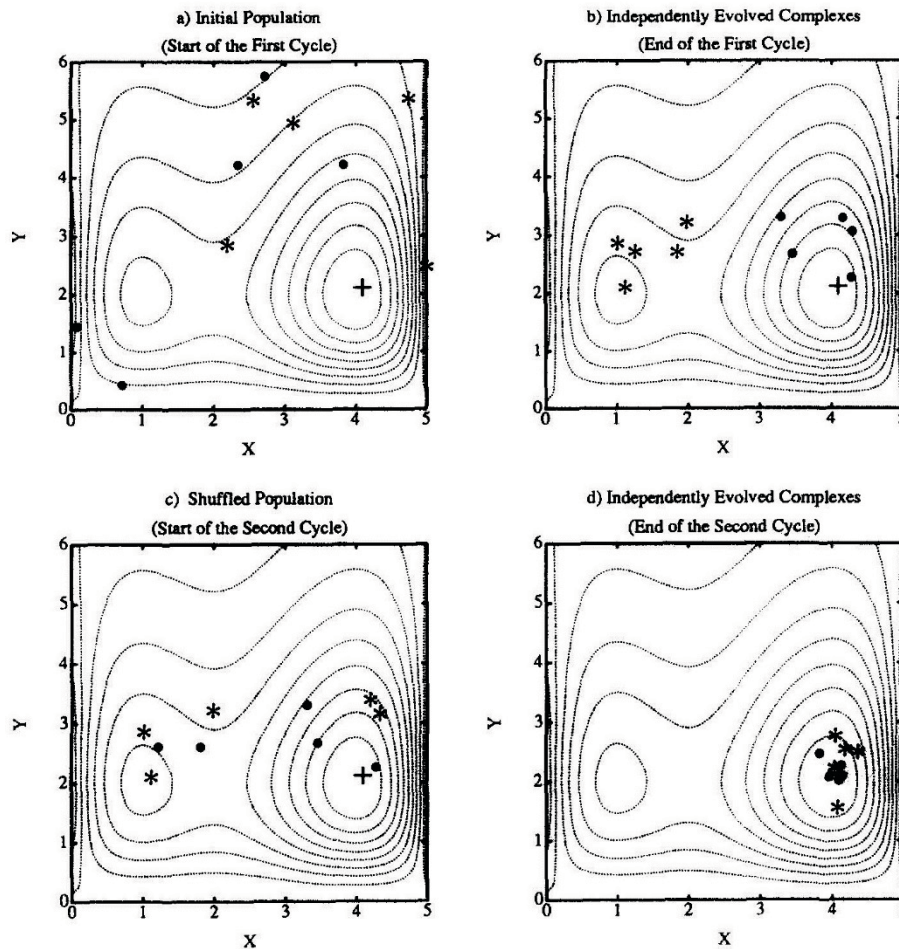 a) Initial Population
(Start of the First Cycle)
6
5
4
3
2
1
0
Y
0 1 2 3 4 5
X
b) Independently Evolved Complexes
(End of the First Cycle)
6
5
4
3
2
1
0
Y
0 1 2 3 4
X
c) Shuffled Population
(Start of the Second Cycle)
6
5
4
3
2
1
0
Y
0 1 2 3 4 5
X
d) Independently Evolved Complexes
(End of the Second Cycle)
6
5
4
3
2
1
0
Y
0 1 2 3 4
X